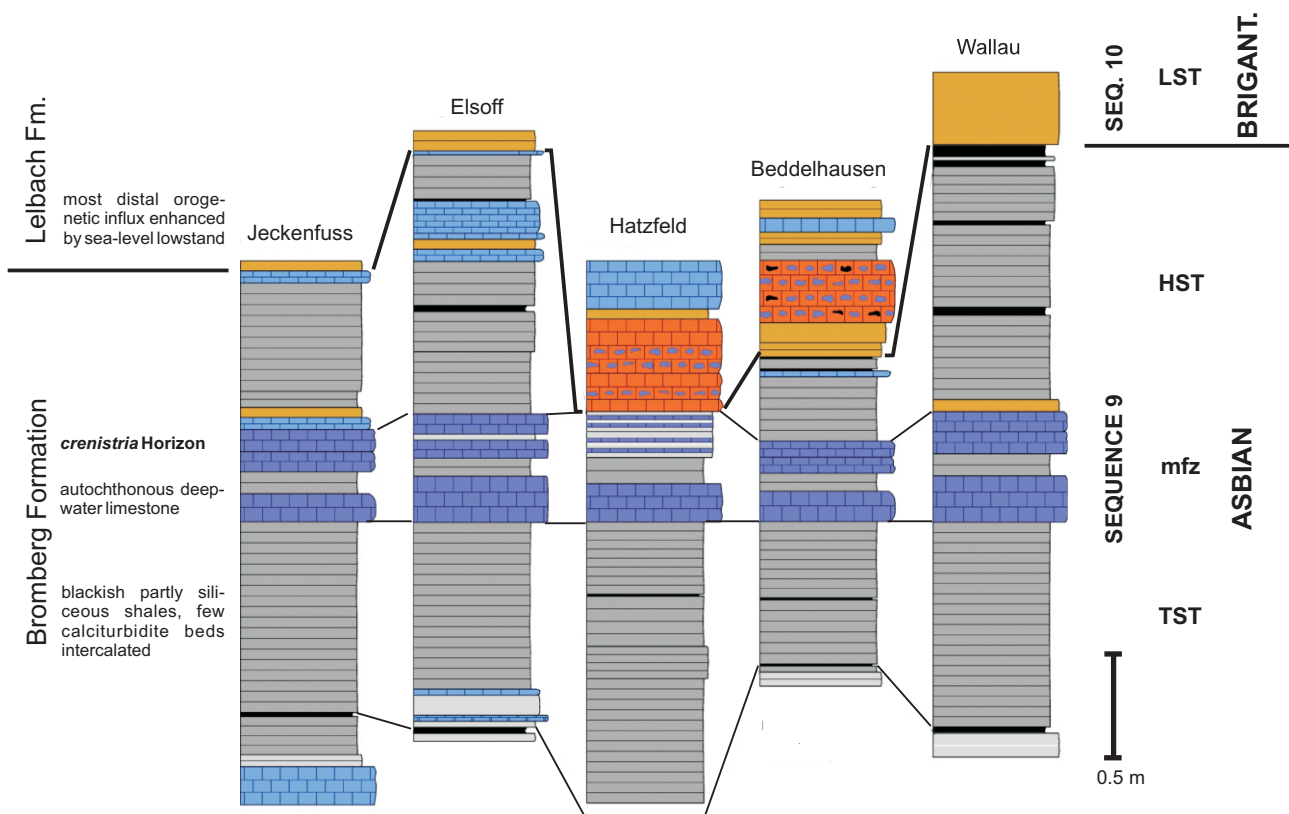 Wallau
Elsoff
Beddelhausen
Hatzfeld
Jeckenfuss
Lelbach Fm.
most distal oroge-
netic influx enhanced
by sea-level lowstand
Bromberg Formation
crenistria Horizon
autochthonous deep-
water limestone
blackish partly sili-
ceous shales, few
calciturbidite beds
intercalated
SEQ. 10
LST
BRIGANT.
HST
SEQUENCE 9
mfz
ASBIAN
TST
0.5 m